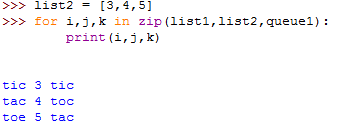 >>> list2 = [3,4,5]
>>> for i,j,k in zip(list1,list2,queue1):
        print(i,j,k)
tic 3 tic
tac 4 toc
toe 5 tac